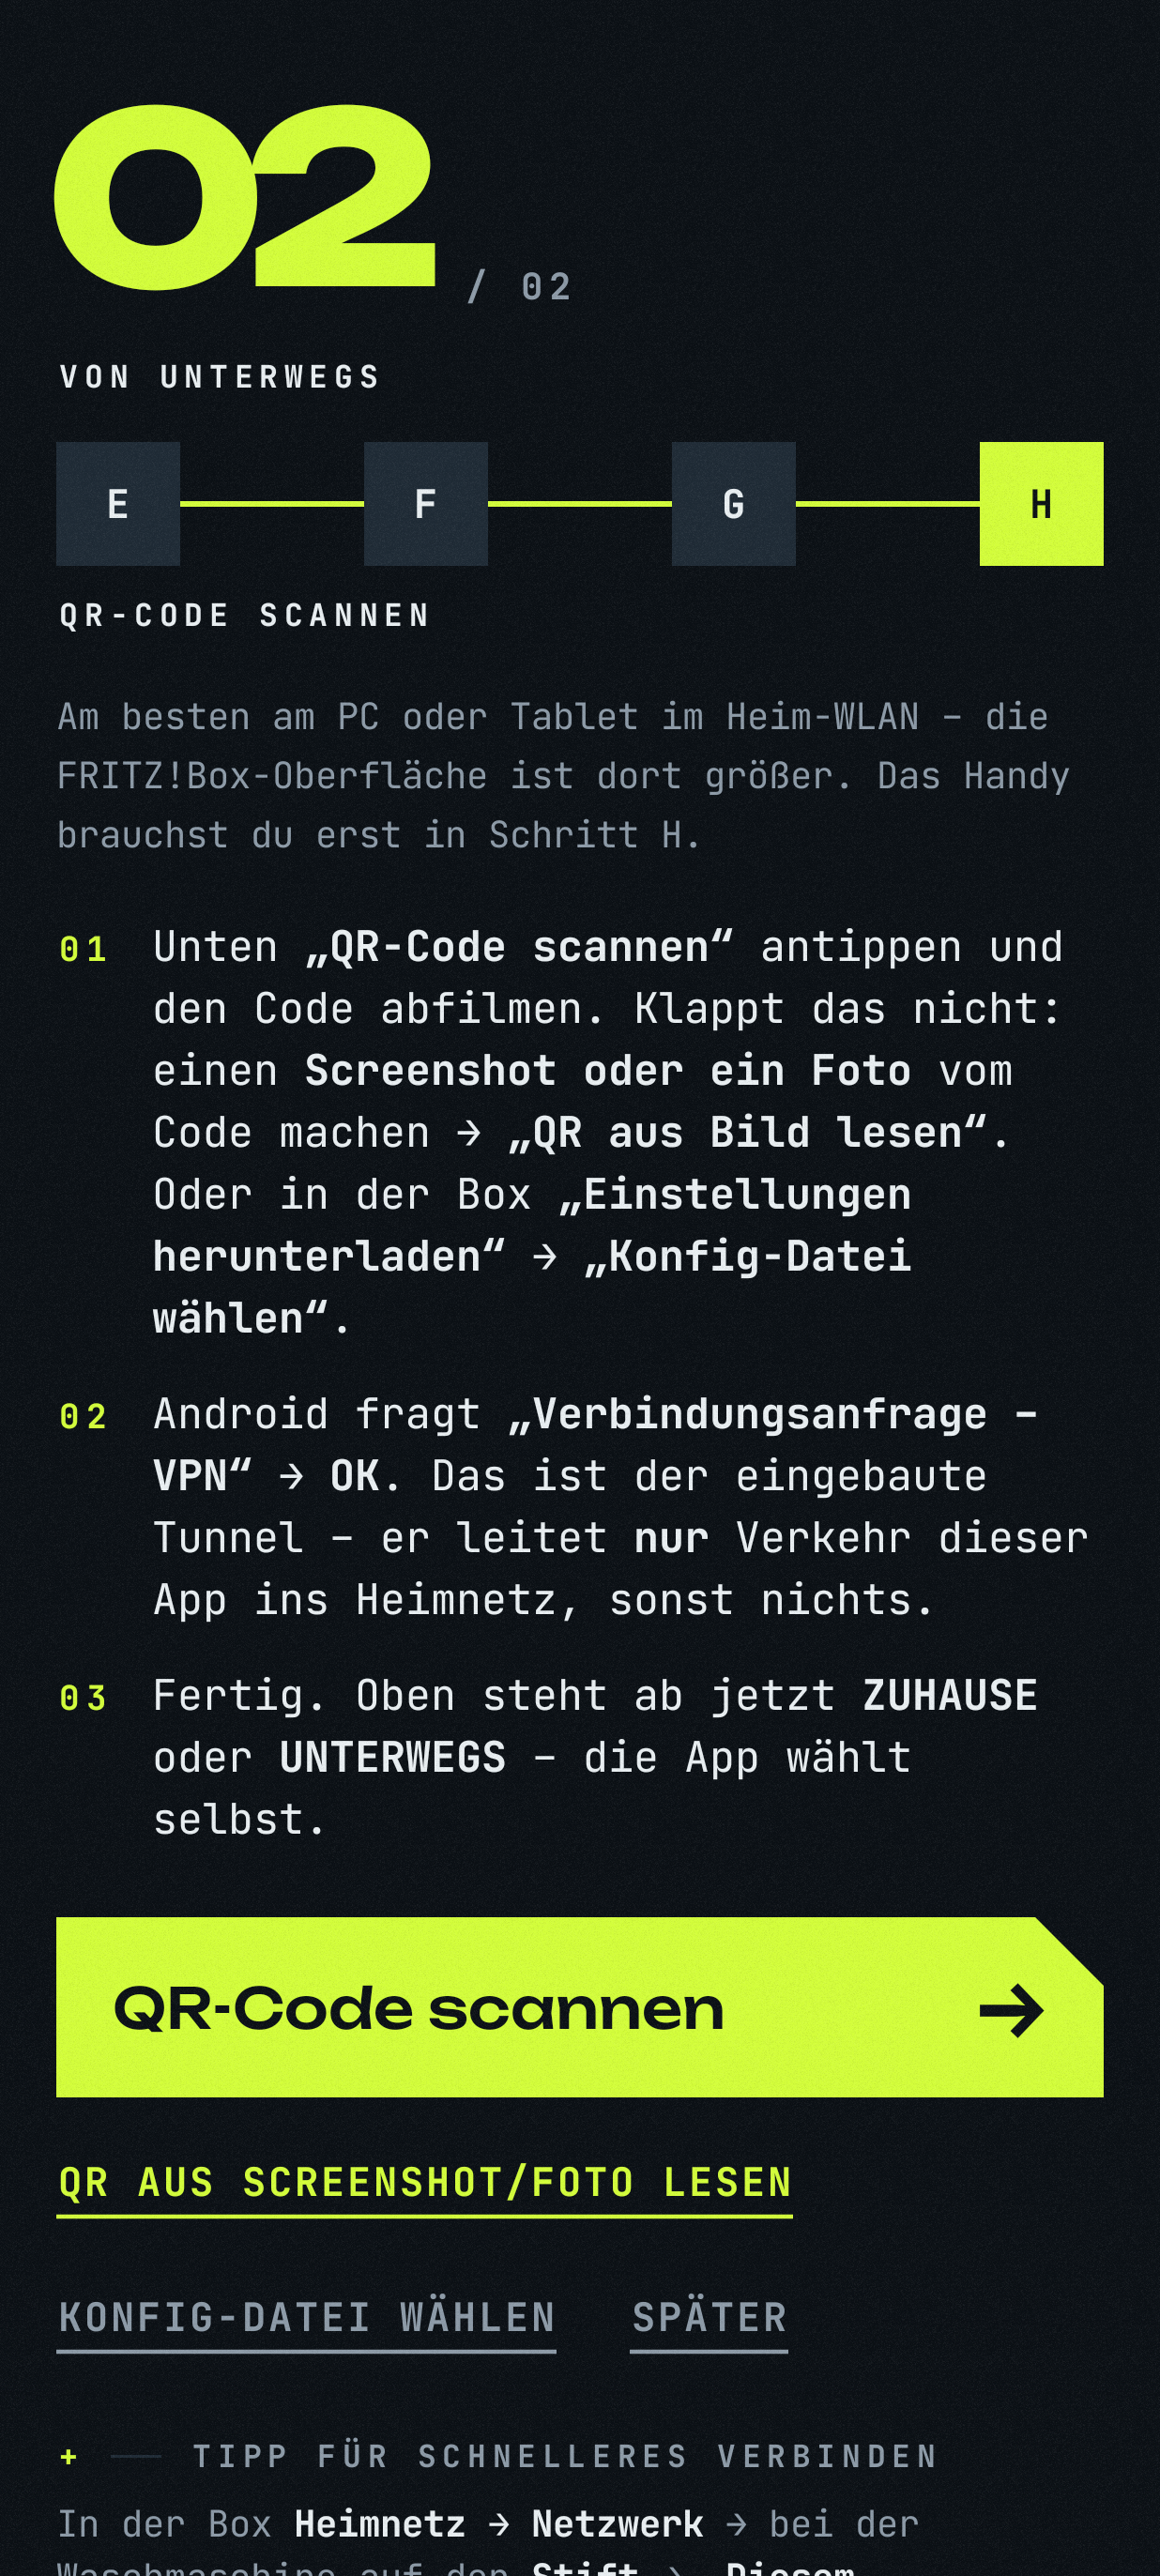 02 / 02
VON UNTERWEGS
E F G H
QR-CODE SCANNEN
Am besten am PC oder Tablet im Heim-WLAN – die
FRITZ!Box-Oberfläche ist dort größer. Das Handy
brauchst du erst in Schritt H.
01 Unten „QR-Code scannen“ antippen und
den Code abfilmen. Klappt das nicht:
einen Screenshot oder ein Foto vom
Code machen → „QR aus Bild lesen“.
Oder in der Box „Einstellungen
herunterladen“ → „Konfig-Datei
wählen“.
02 Android fragt „Verbindungsanfrage –
VPN“ → OK. Das ist der eingebaute
Tunnel – er leitet nur Verkehr dieser
App ins Heimnetz, sonst nichts.
03 Fertig. Oben steht ab jetzt ZUHAUSE
oder UNTERWEGS – die App wählt
selbst.
QR-Code scannen →
QR AUS SCREENSHOT/FOTO LESEN
KONFIG-DATEI WÄHLEN SPÄTER
+ TIPP FÜR SCHNELLERES VERBINDEN
In der Box Heimnetz → Netzwerk → bei der
Waschmaschine auf den Stift → Diesem